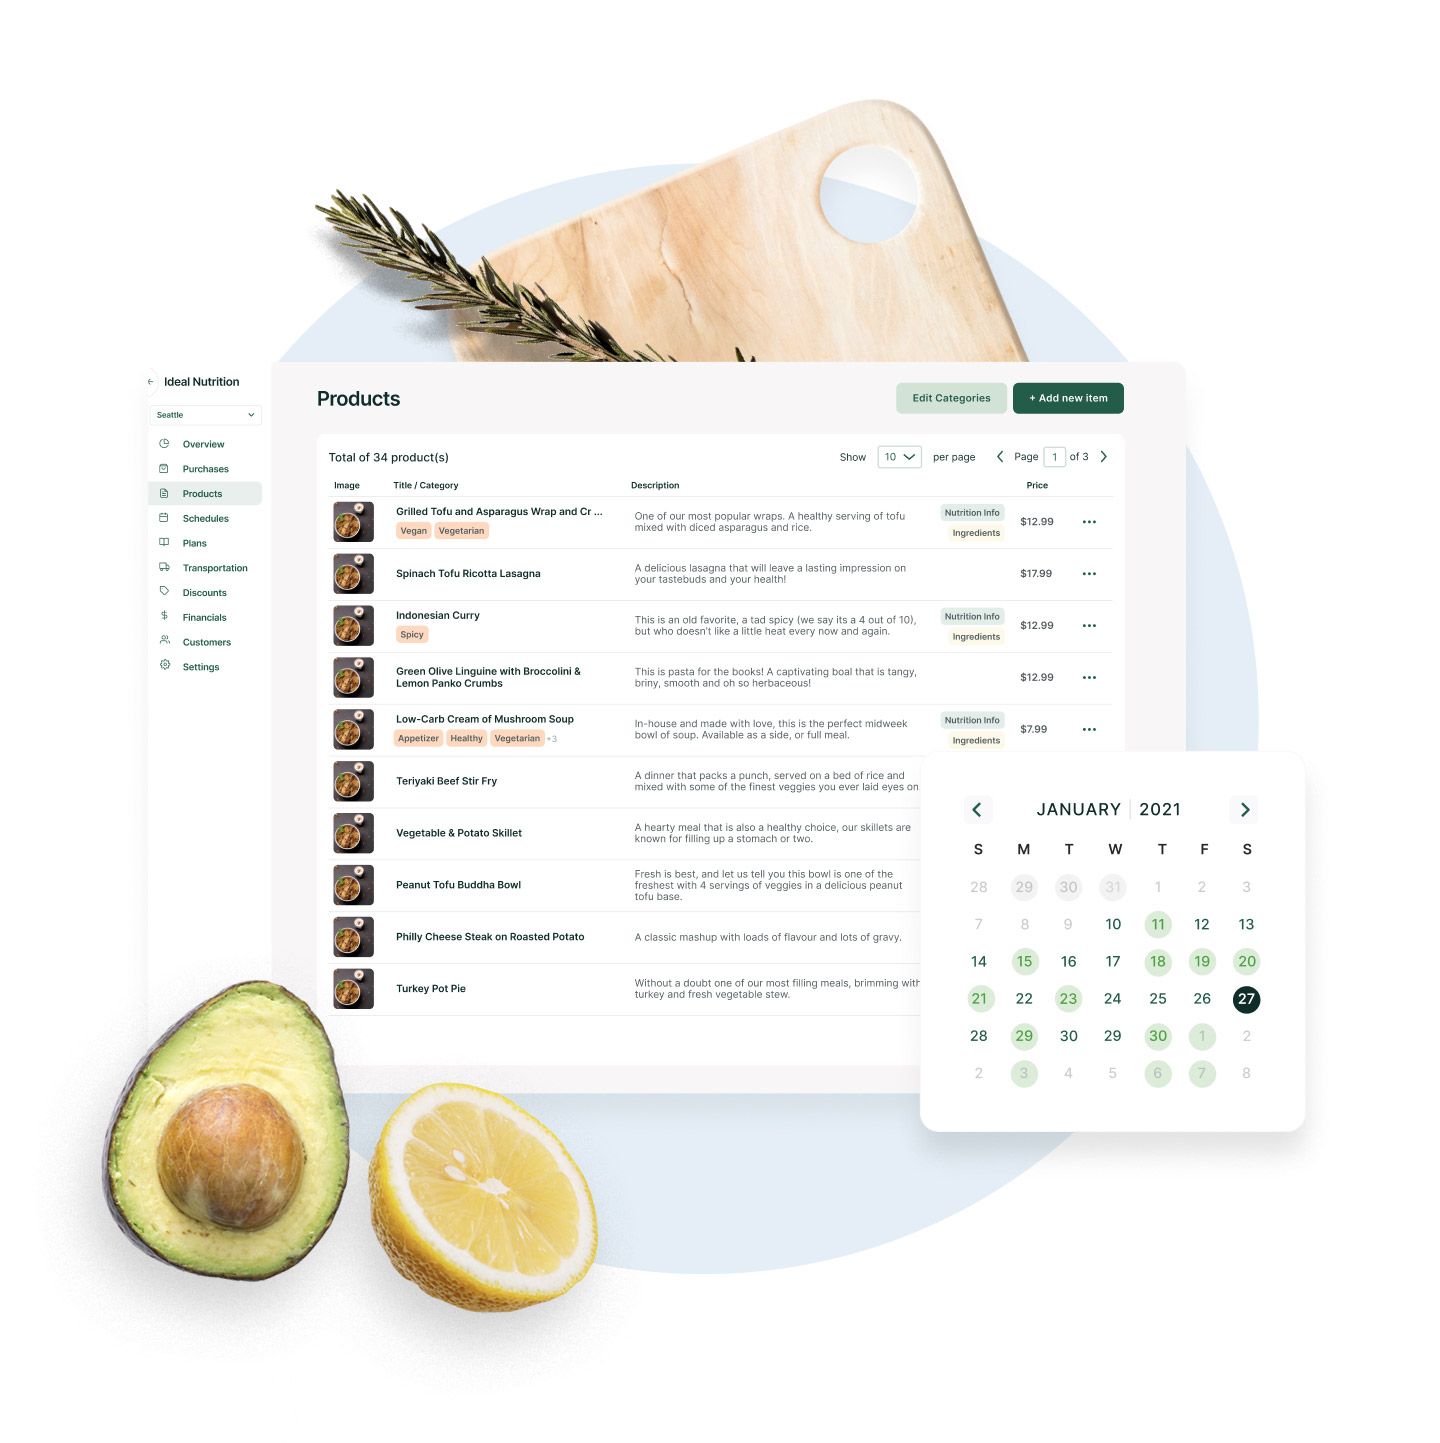 Ideal Nutrition
Seattle
Overview
Purchases
Products
Schedules
Plans
Transportation
Discounts
Financials
Customers
Settings
Products
Edit Categories
+ Add new item
Total of 34 product(s)
Show 10 per page
Page 1 of 3
Image Title / Category Description Price
Grilled Tofu and Asparagus Wrap and Cr ...
Vegan Vegetarian
One of our most popular wraps. A healthy serving of tofu
mixed with diced asparagus and rice.
Nutrition Info
Ingredients
$12.99
Spinach Tofu Ricotta Lasagna
A delicious lasagna that will leave a lasting impression on
your tastebuds and your health!
$17.99
Indonesian Curry
Spicy
This is an old favorite, a tad spicy (we say its a 4 out of 10),
but who doesn't like a little heat every now and again.
Nutrition Info
Ingredients
$12.99
Green Olive Linguine with Broccolini &
Lemon Panko Crumbs
This is pasta for the books! A captivating boal that is tangy,
briny, smooth and oh so herbaceous!
$12.99
Low-Carb Cream of Mushroom Soup
Appetizer Healthy Vegetarian +3
In-house and made with love, this is the perfect midweek
bowl of soup. Available as a side, or full meal.
Nutrition Info
Ingredients
$7.99
Teriyaki Beef Stir Fry
A dinner that packs a punch, served on a bed of rice and
mixed with some of the finest veggies you ever laid eyes on
Vegetable & Potato Skillet
A hearty meal that is also a healthy choice, our skillets are
known for filling up a stomach or two.
Peanut Tofu Buddha Bowl
Fresh is best, and let us tell you this bowl is one of the
freshest with 4 servings of veggies in a delicious peanut
tofu base.
Philly Cheese Steak on Roasted Potato
A classic mashup with loads of flavour and lots of gravy.
Turkey Pot Pie
Without a doubt one of our most filling meals, brimming with
turkey and fresh vegetable stew.
JANUARY 2021
S M T W T F S
28 29 30 31 1 2 3
7 8 9 10 11 12 13
14 15 16 17 18 19 20
21 22 23 24 25 26 27
28 29 30 29 30 1 2
2 3 4 5 6 7 8